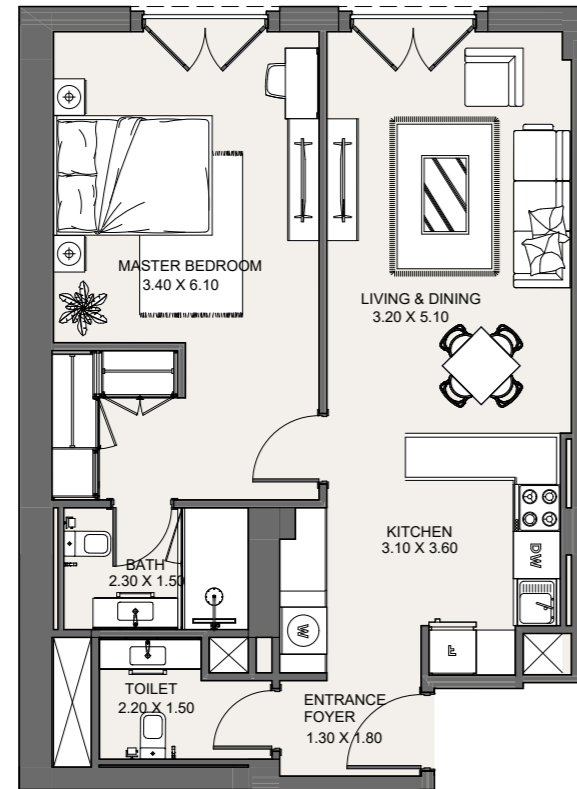 MASTER BEDROOM
3.40 X 6.10
LIVING & DINING
3.20 X 5.10
KITCHEN
3.10 X 3.60
DW
BATH
2.30 X 1.50
W
F
TOILET
2.20 X 1.50
ENTRANCE
FOYER
1.30 X 1.80